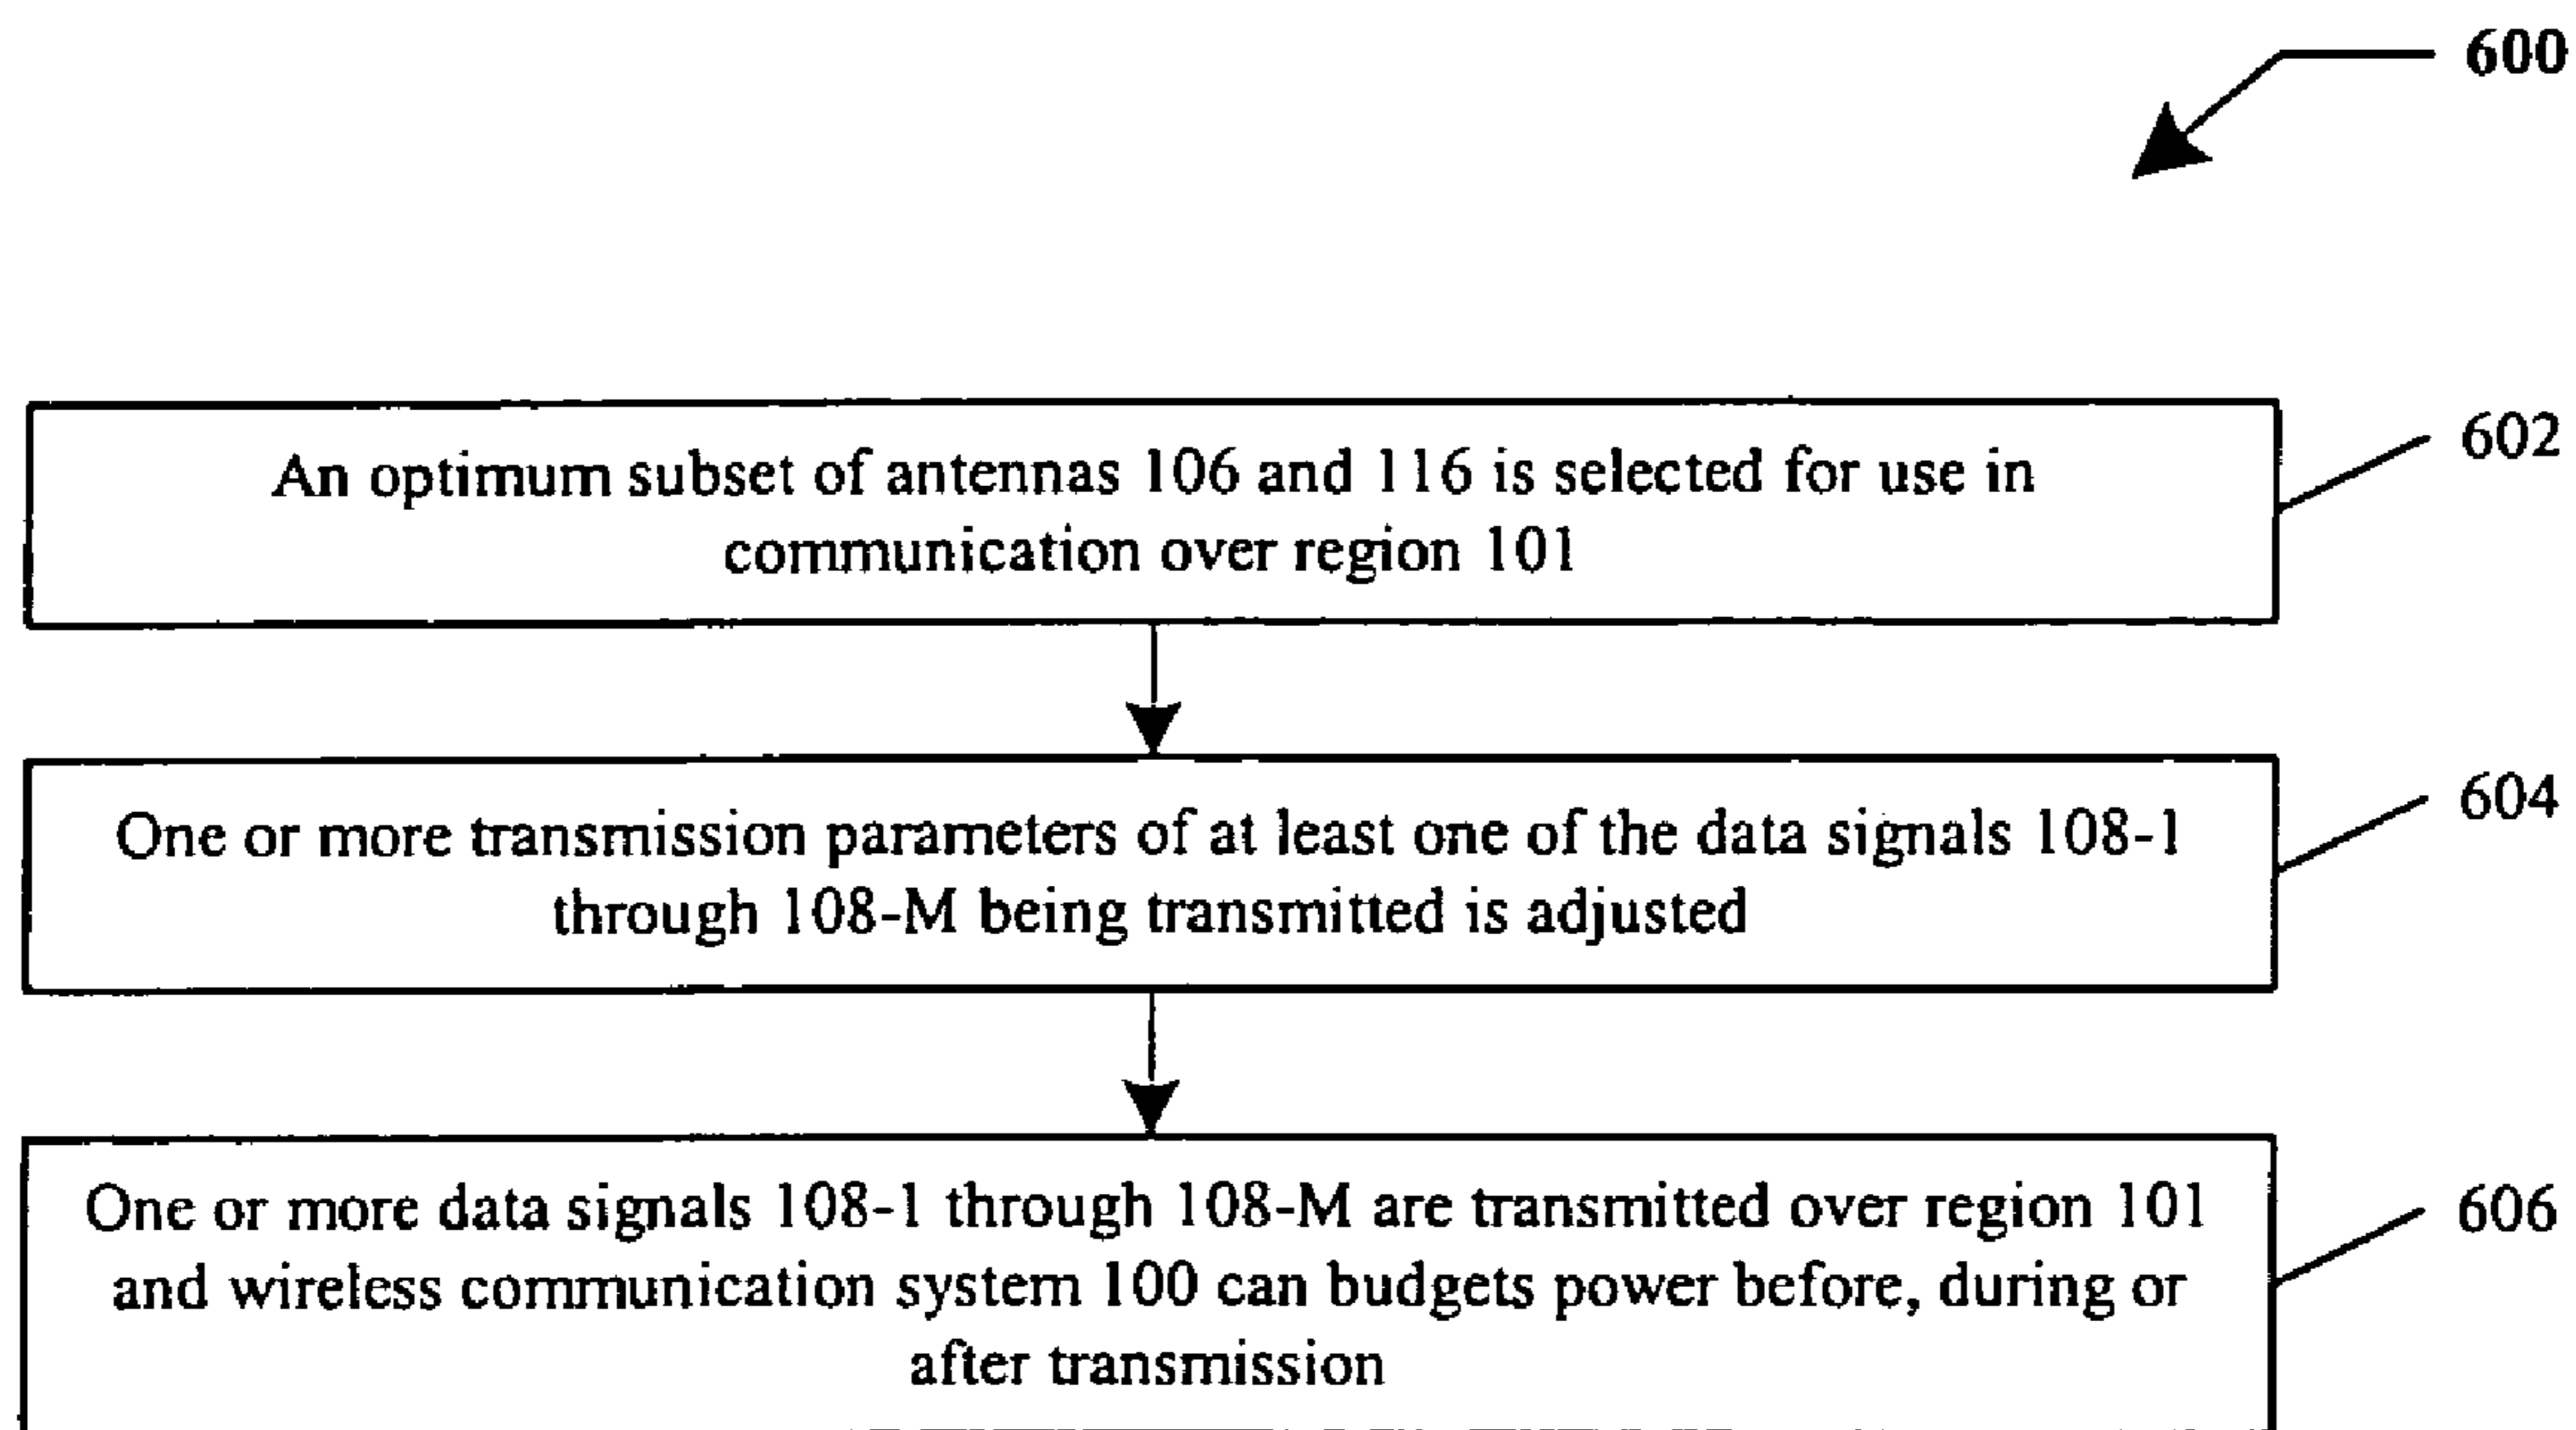 600
An optimum subset of antennas 106 and 116 is selected for use in
communication over region 101
602
One or more transmission parameters of at least one of the data signals 108-1
through 108-M being transmitted is adjusted
604
One or more data signals 108-1 through 108-M are transmitted over region 101
and wireless communication system 100 can budgets power before, during or
after transmission
606